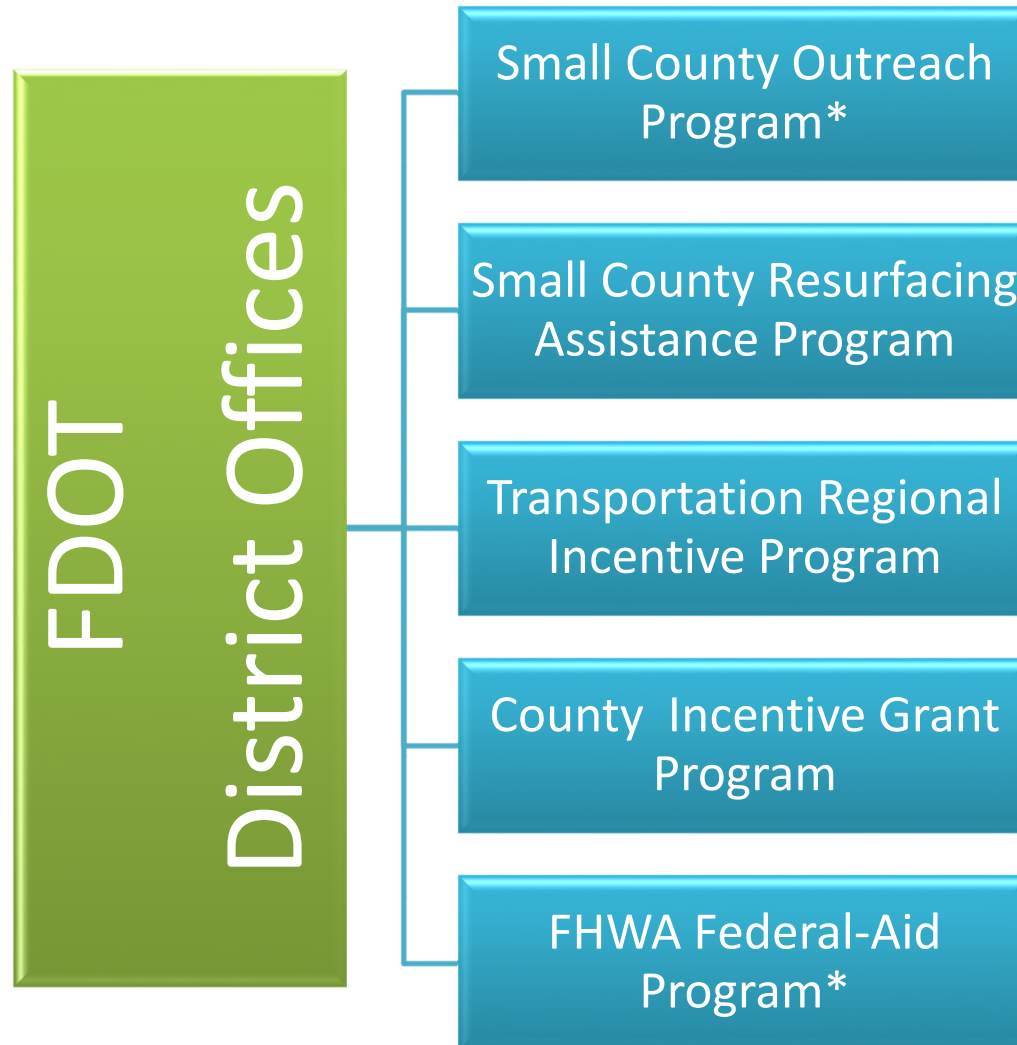 FDOT
District Offices
Small County Outreach
Program*
Small County Resurfacing
Assistance Program
Transportation Regional
Incentive Program
County  Incentive Grant
Program
FHWA Federal-Aid
Program*